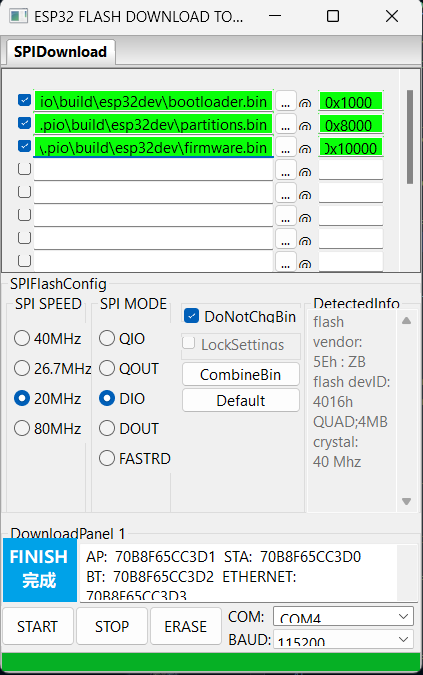 ESP32 FLASH DOWNLOAD TO...
SPIDownload
io\build\esp32dev\bootloader.bin ... @ 0x1000
.pio\build\esp32dev\partitions.bin ... @ 0x8000
\.pio\build\esp32dev\firmware.bin ... @ 0x10000
... @
... @
... @
... @
... @
SPIFlashConfig
SPI SPEED
40MHz
26.7MHz
20MHz
80MHz
SPI MODE
QIO
QOUT
DIO
DOUT
FASTRD
DoNotChgBin
LockSettings
CombineBin
Default
DetectedInfo
flash
vendor:
5Eh : ZB
flash devID:
4016h
QUAD;4MB
crystal:
40 Mhz
DownloadPanel 1
FINISH
完成
AP: 70B8F65CC3D1 STA: 70B8F65CC3D0
BT: 70B8F65CC3D2 ETHERNET:
70B8F65CC3D3
START
STOP
ERASE
COM: COM4
BAUD: 115200